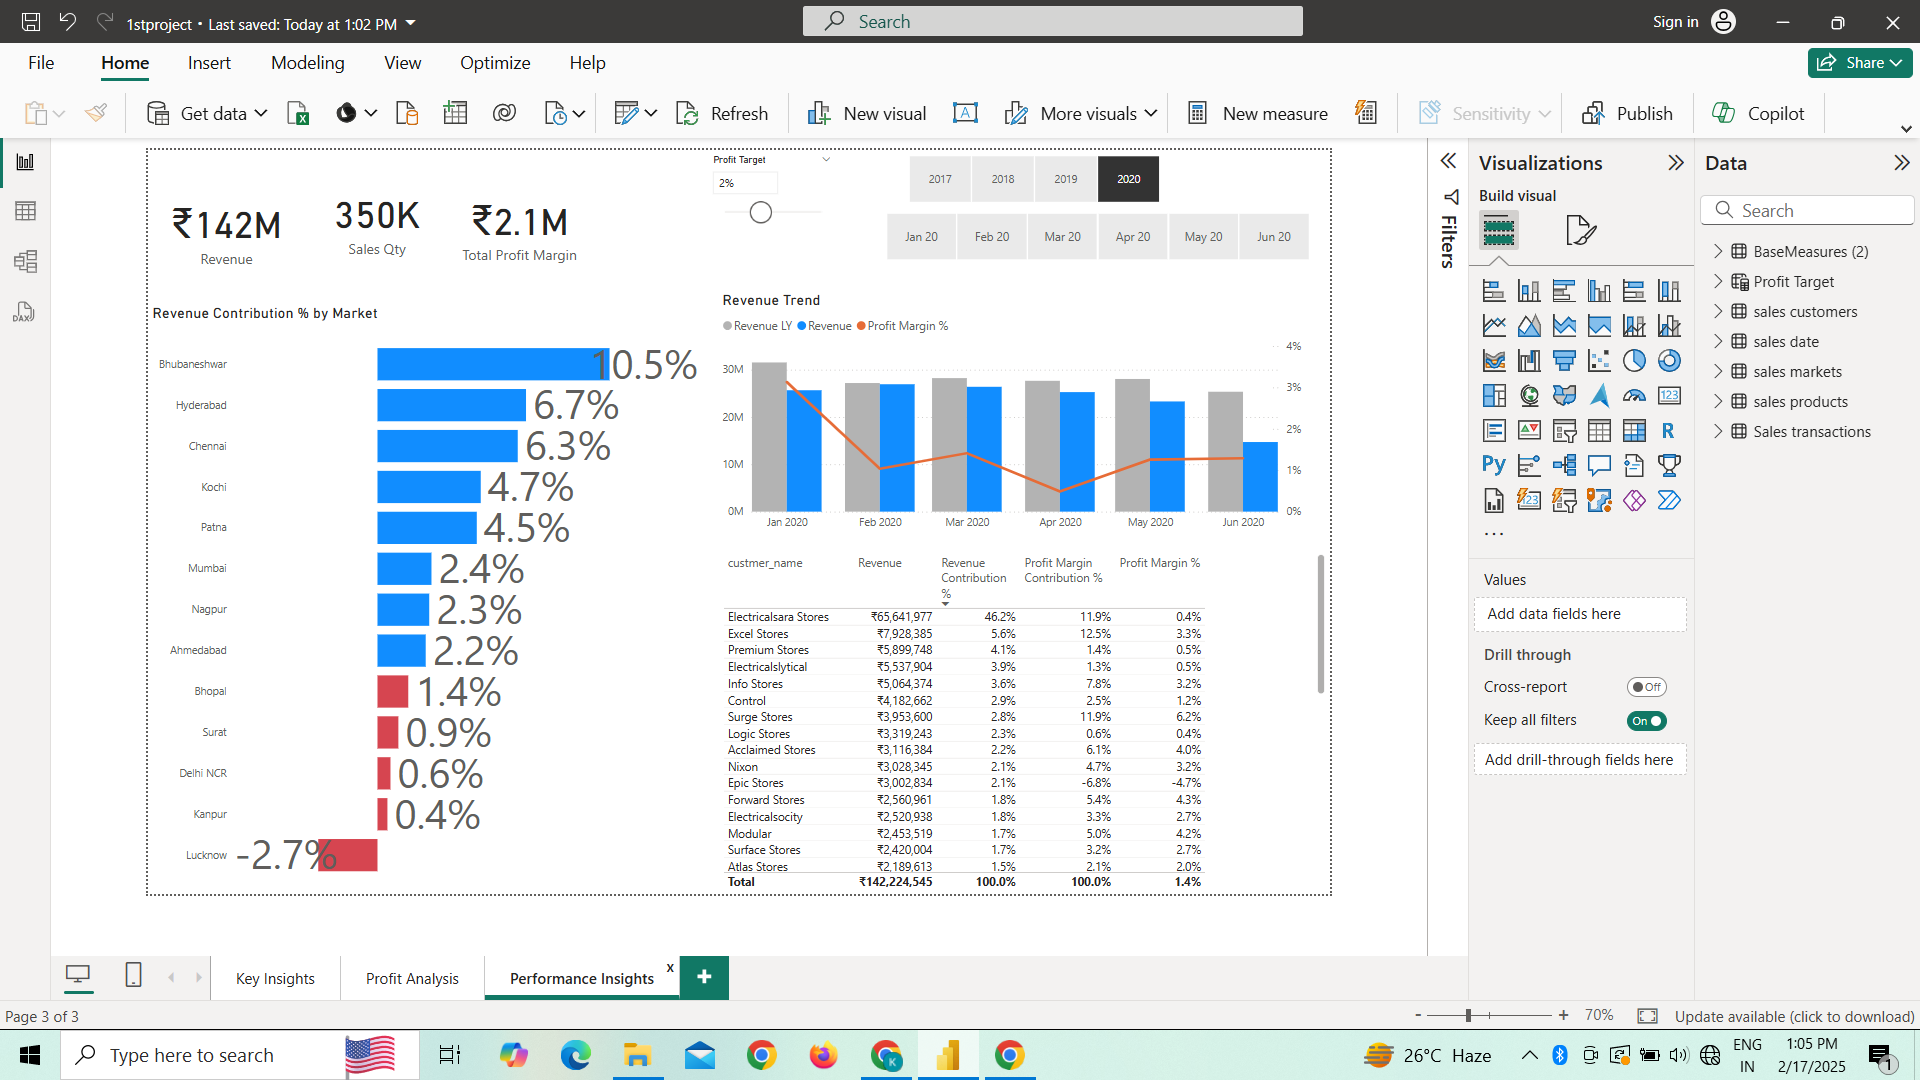 1stproject • Last saved: Today at 1:02 PM
Search
Sign in
File Home Insert Modeling View Optimize Help
Share
Get data
Refresh
New visual
More visuals
New measure
Sensitivity
Publish
Copilot
₹142M
Revenue
350K
Sales Qty
₹2.1M
Total Profit Margin
Profit Target
2%
2017 2018 2019 2020
Jan 20 Feb 20 Mar 20 Apr 20 May 20 Jun 20
Revenue Contribution % by Market
Bhubaneshwar 10.5%
Hyderabad 6.7%
Chennai 6.3%
Kochi 4.7%
Patna 4.5%
Mumbai 2.4%
Nagpur 2.3%
Ahmedabad 2.2%
Bhopal 1.4%
Surat 0.9%
Delhi NCR 0.6%
Kanpur 0.4%
Lucknow -2.7%
Revenue Trend
Revenue LY Revenue Profit Margin %
4%
30M 3%
20M 2%
10M 1%
0M 0%
Jan 2020 Feb 2020 Mar 2020 Apr 2020 May 2020 Jun 2020
custmer_name Revenue Revenue Contribution % Profit Margin Contribution % Profit Margin %
Electricalsara Stores ₹65,641,977 46.2% 11.9% 0.4%
Excel Stores ₹7,928,385 5.6% 12.5% 3.3%
Premium Stores ₹5,899,748 4.1% 1.4% 0.5%
Electricalslytical ₹5,537,904 3.9% 1.3% 0.5%
Info Stores ₹5,064,374 3.6% 7.8% 3.2%
Control ₹4,182,662 2.9% 2.5% 1.2%
Surge Stores ₹3,953,600 2.8% 11.9% 6.2%
Logic Stores ₹3,319,243 2.3% 0.6% 0.4%
Acclaimed Stores ₹3,116,384 2.2% 6.1% 4.0%
Nixon ₹3,028,345 2.1% 4.7% 3.2%
Epic Stores ₹3,002,834 2.1% -6.8% -4.7%
Forward Stores ₹2,560,961 1.8% 5.4% 4.3%
Electricalsocity ₹2,520,938 1.8% 3.3% 2.7%
Modular ₹2,453,519 1.7% 5.0% 4.2%
Surface Stores ₹2,420,004 1.7% 3.2% 2.7%
Atlas Stores ₹2,189,613 1.5% 2.1% 2.0%
Total ₹142,224,545 100.0% 100.0% 1.4%
Filters
Visualizations
Build visual
123
R
Py
123
...
Values
Add data fields here
Drill through
Cross-report Off
Keep all filters On
Add drill-through fields here
Data
Search
BaseMeasures (2)
Profit Target
sales customers
sales date
sales markets
sales products
Sales transactions
DAX
Key Insights
Profit Analysis
Performance Insights x
+
Page 3 of 3
- + 70%
Update available (click to download)
Type here to search
K
26°C Haze
ENG
IN
1:05 PM
2/17/2025
1